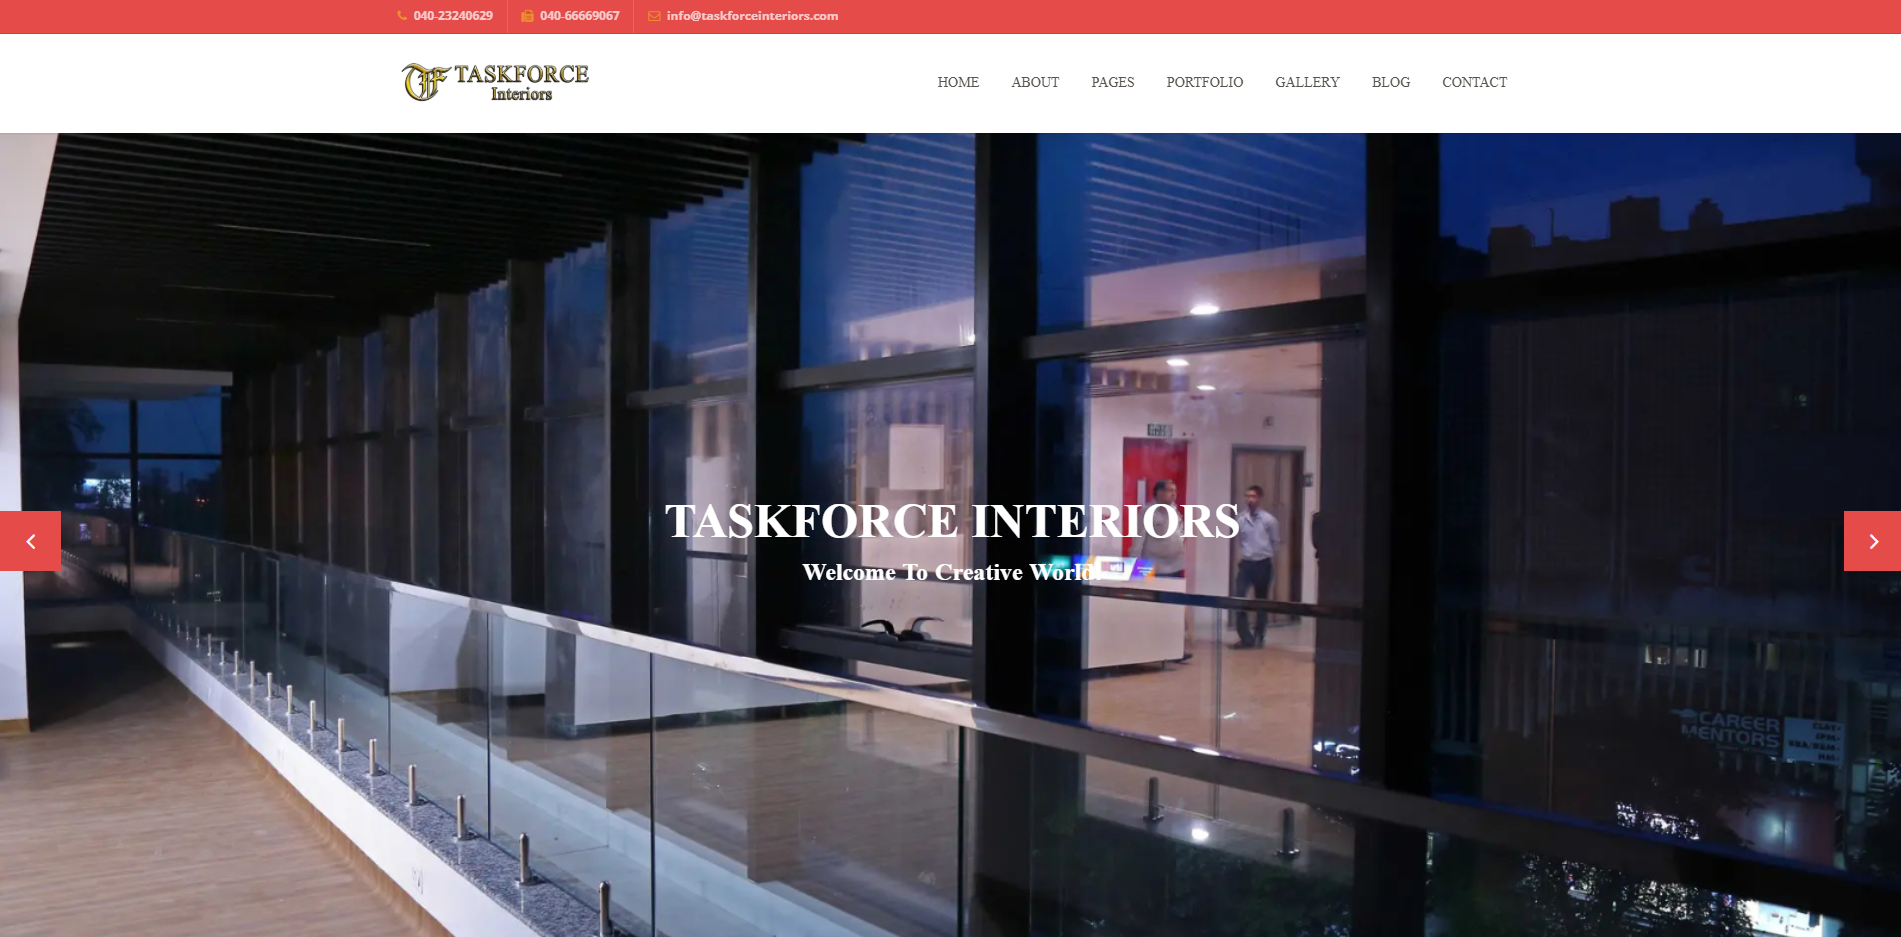 040-23240629
040-66669067
info@taskforceinteriors.com
TF TASKFORCE
Interiors
HOME ABOUT PAGES PORTFOLIO GALLERY BLOG CONTACT
TASKFORCE INTERIORS
Welcome To Creative World!
CAREER
MENTORS